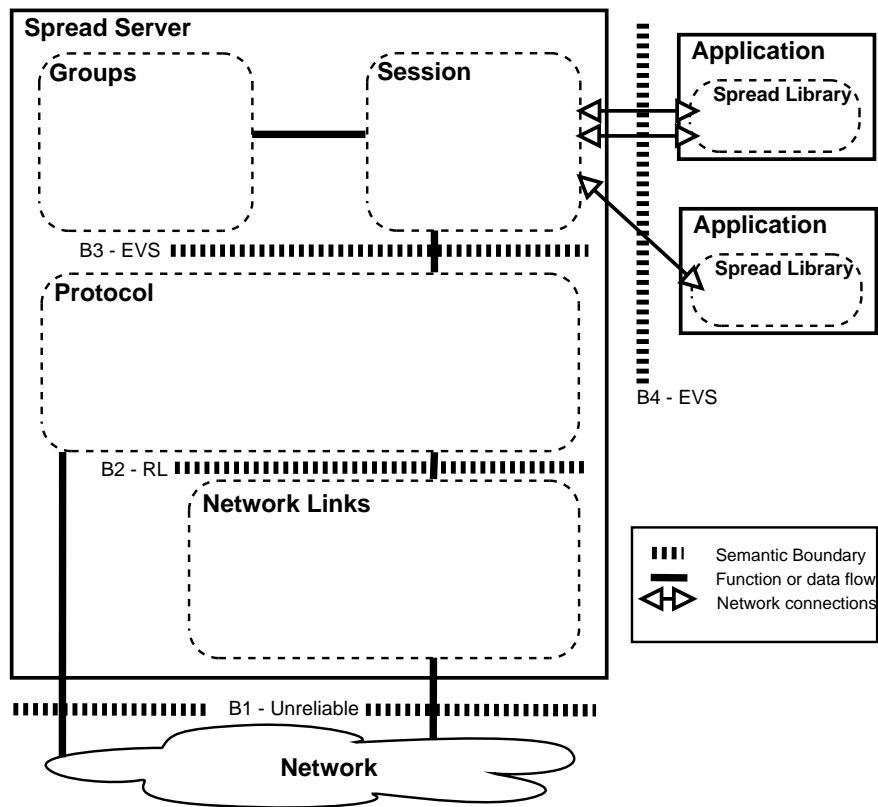 Spread Server
Groups
Session
Application
Spread Library
Application
Spread Library
B3 - EVS
Protocol
B4 - EVS
B2 - RL
Network Links
Semantic Boundary
Function or data flow
Network connections
B1 - Unreliable
Network